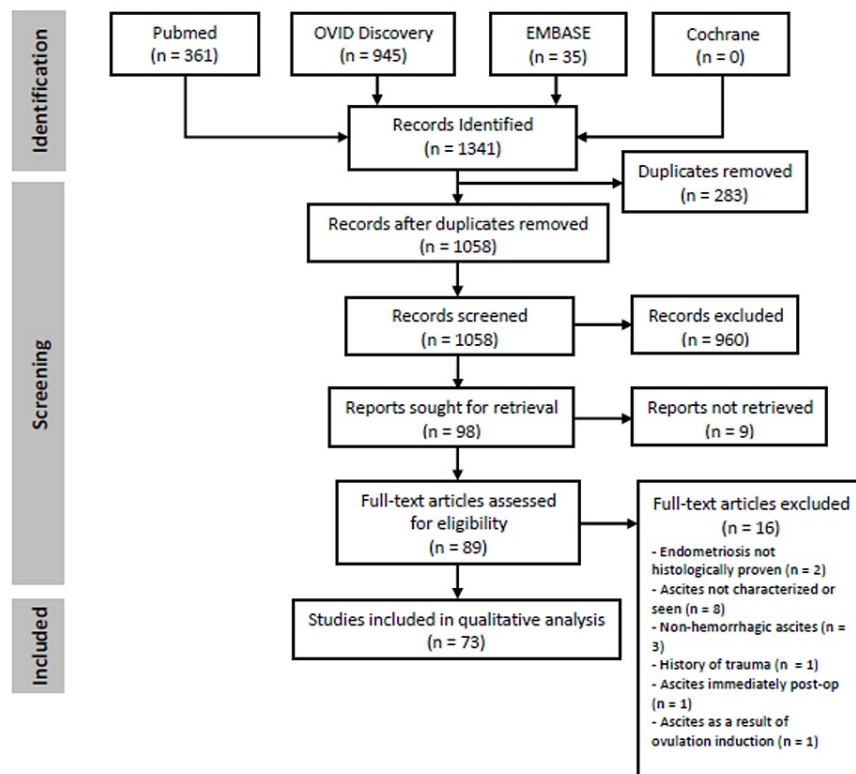 Pubmed
(n = 361)
OVID Discovery
(n = 945)
EMBASE
(n = 35)
Cochrane
(n = 0)
Identification
Records Identified
(n = 1341)
Duplicates removed
(n = 283)
Screening
Records after duplicates removed
(n = 1058)
Records screened
(n = 1058)
Records excluded
(n = 960)
Reports sought for retrieval
(n = 98)
Reports not retrieved
(n = 9)
Full-text articles assessed
for eligibility
(n = 89)
Full-text articles excluded
(n = 16)
- Endometriosis not
histologically proven (n = 2)
- Ascites not characterized or
seen (n = 8)
- Non-hemorrhagic ascites (n =
3)
- History of trauma (n = 1)
- Ascites immediately post-op
(n = 1)
- Ascites as a result of
ovulation induction (n = 1)
Included
Studies included in qualitative analysis
(n = 73)